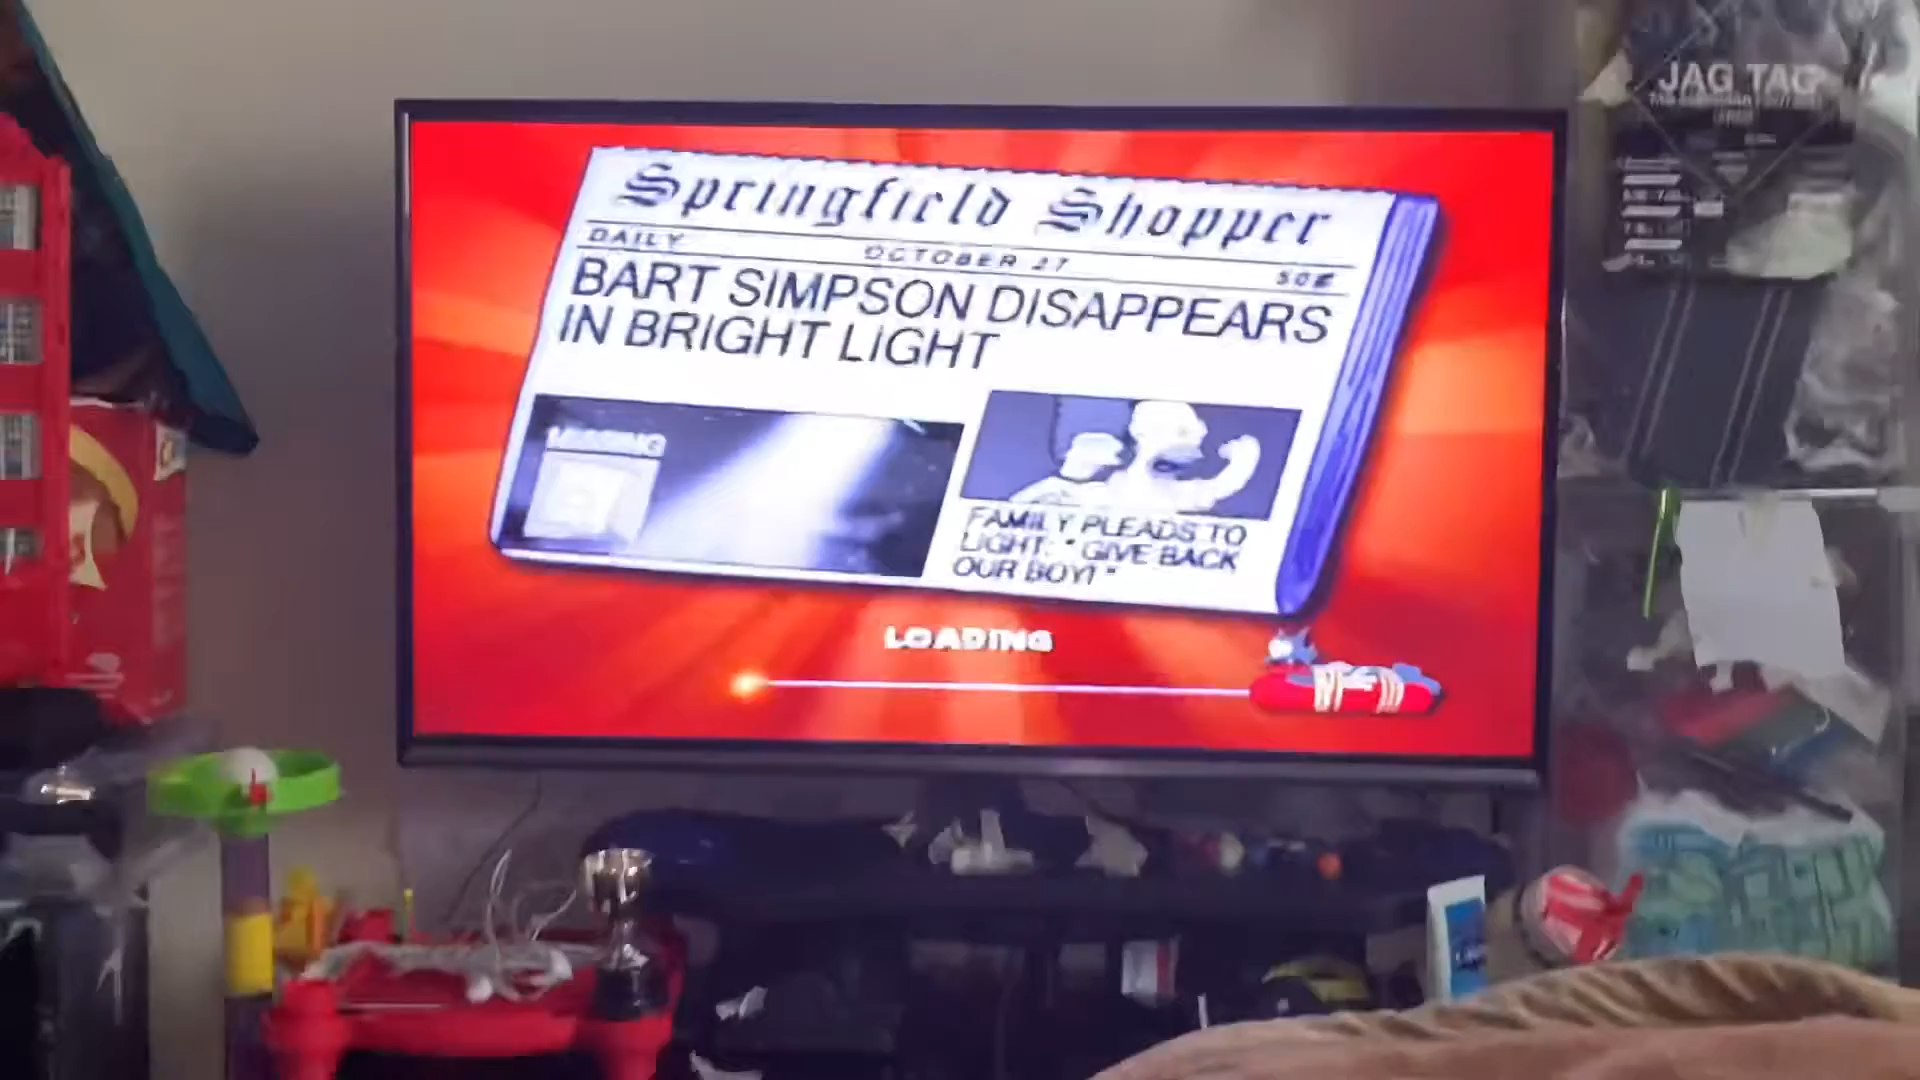 Springfield Shopper
DAILY
OCTOBER 27
50¢
BART SIMPSON DISAPPEARS
IN BRIGHT LIGHT
MISSING
FAMILY PLEADS TO
LIGHT: "GIVE BACK
OUR BOY!"
LOADING
JAG TAG